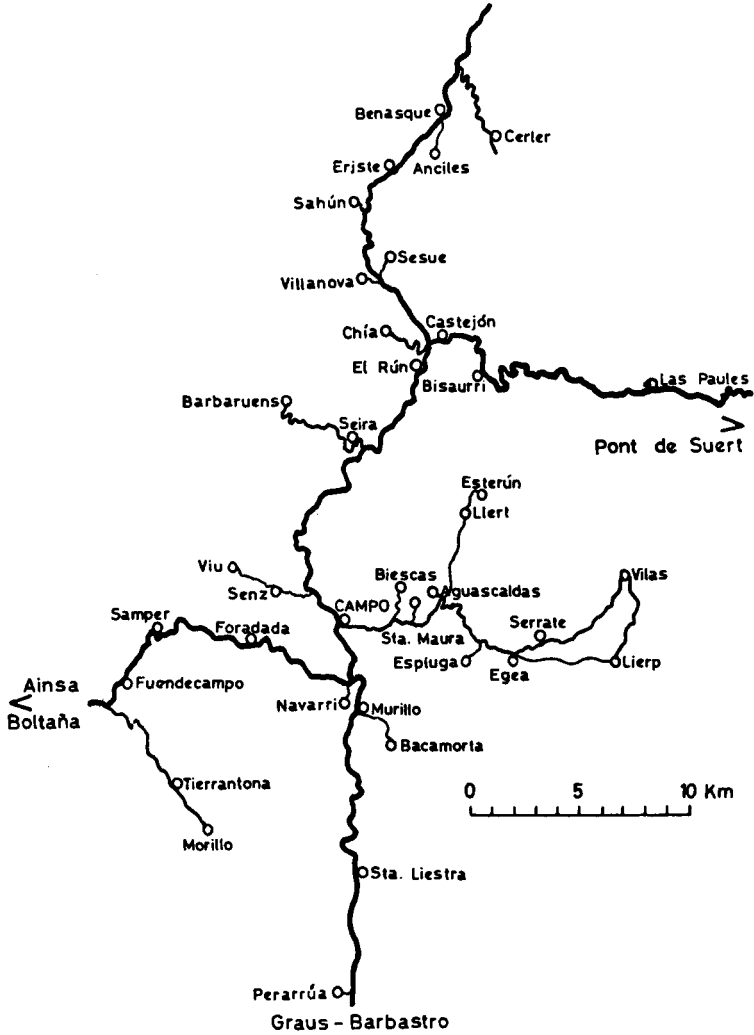 Benasque
Cerler
Anciles
Eriste
Sahún
Sesue
Villanova
Castejón
Chía
El Rún
Bisaurri
Las Paules
Barbaruens
Seira
Pont de Suert
Esterún
Llert
Viu
Senz
Biescas
Aguascaldas
Vilas
CAMPO
Samper
Foradada
Sta. Maura
Serrate
Espluga
Egea
Lierp
Ainsa
Fuendecampo
Boltaña
Navarri
Murillo
Bacamorta
Tierrantona
0 5 10 Km
Morillo
Sta. Liestra
Perarrúa
Graus - Barbastro